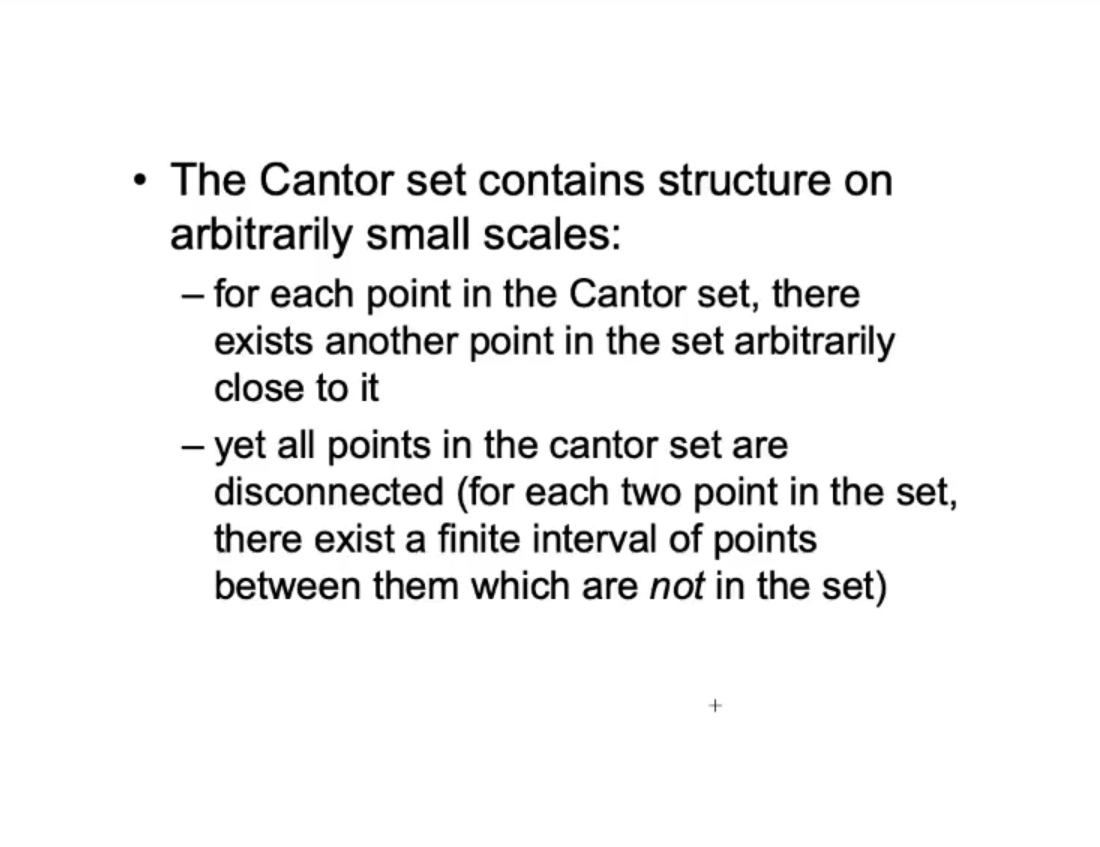 • The Cantor set contains structure on
arbitrarily small scales:
– for each point in the Cantor set, there
exists another point in the set arbitrarily
close to it
– yet all points in the cantor set are
disconnected (for each two point in the set,
there exist a finite interval of points
between them which are not in the set)